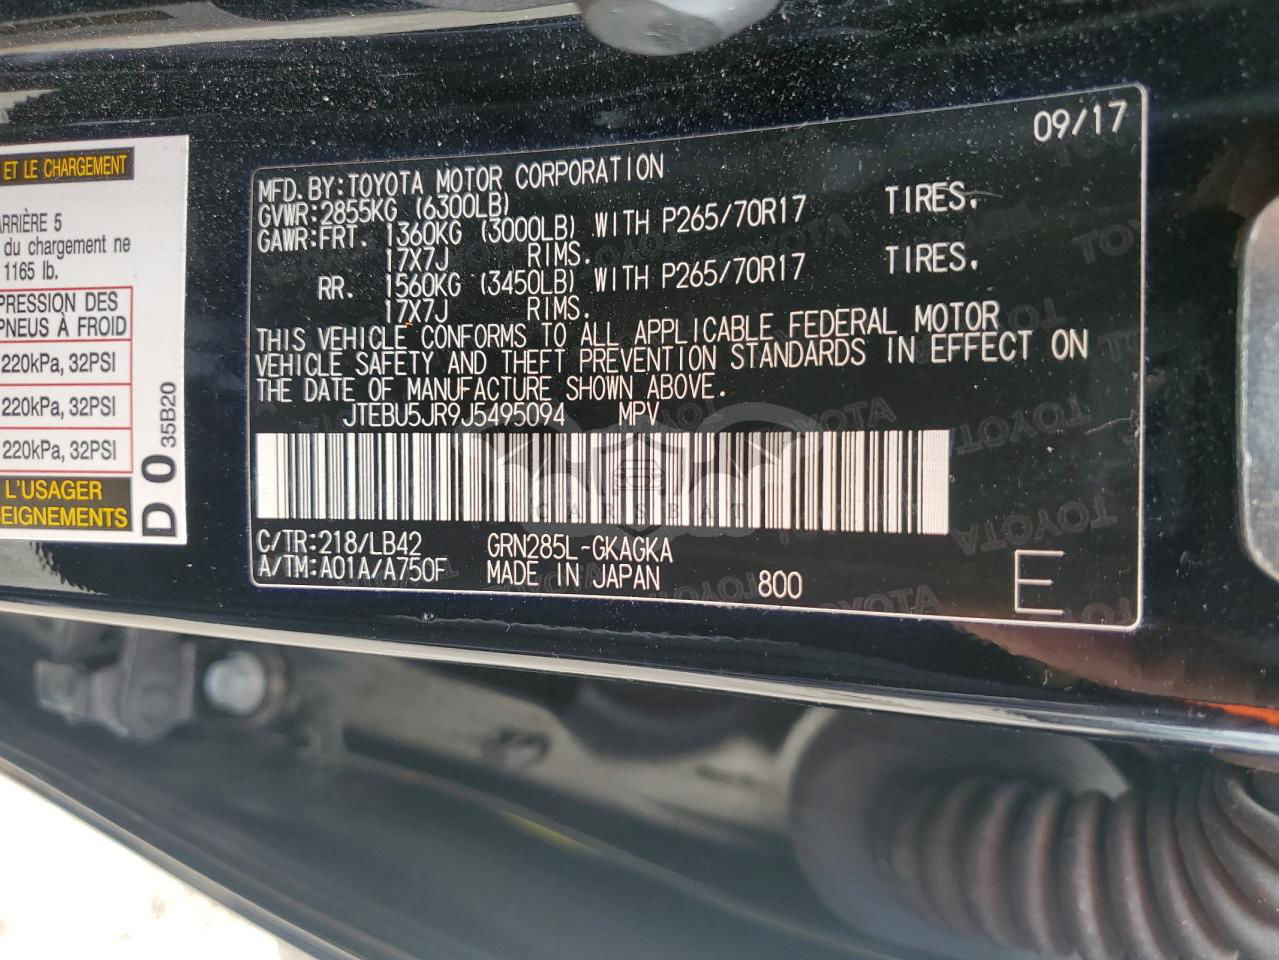 ET LE CHARGEMENT
ARRIÈRE 5
du chargement ne
1165 lb.
PRESSION DES
PNEUS À FROID
220kPa, 32PSI
220kPa, 32PSI
220kPa, 32PSI
L'USAGER
SEIGNEMENTS
D0 35B20
09/17
MFD. BY:TOYOTA MOTOR CORPORATION
GVWR:2855KG (6300LB)
GAWR:FRT. 1360KG (3000LB) WITH P265/70R17 TIRES,
17X7J RIMS.
RR. 1560KG (3450LB) WITH P265/70R17 TIRES,
17X7J RIMS.
THIS VEHICLE CONFORMS TO ALL APPLICABLE FEDERAL MOTOR
VEHICLE SAFETY AND THEFT PREVENTION STANDARDS IN EFFECT ON
THE DATE OF MANUFACTURE SHOWN ABOVE.
JTEBU5JR9J5495094 MPV
C/TR:218/LB42 GRN285L-GKAGKA
A/TM:A01A/A750F MADE IN JAPAN 800
E